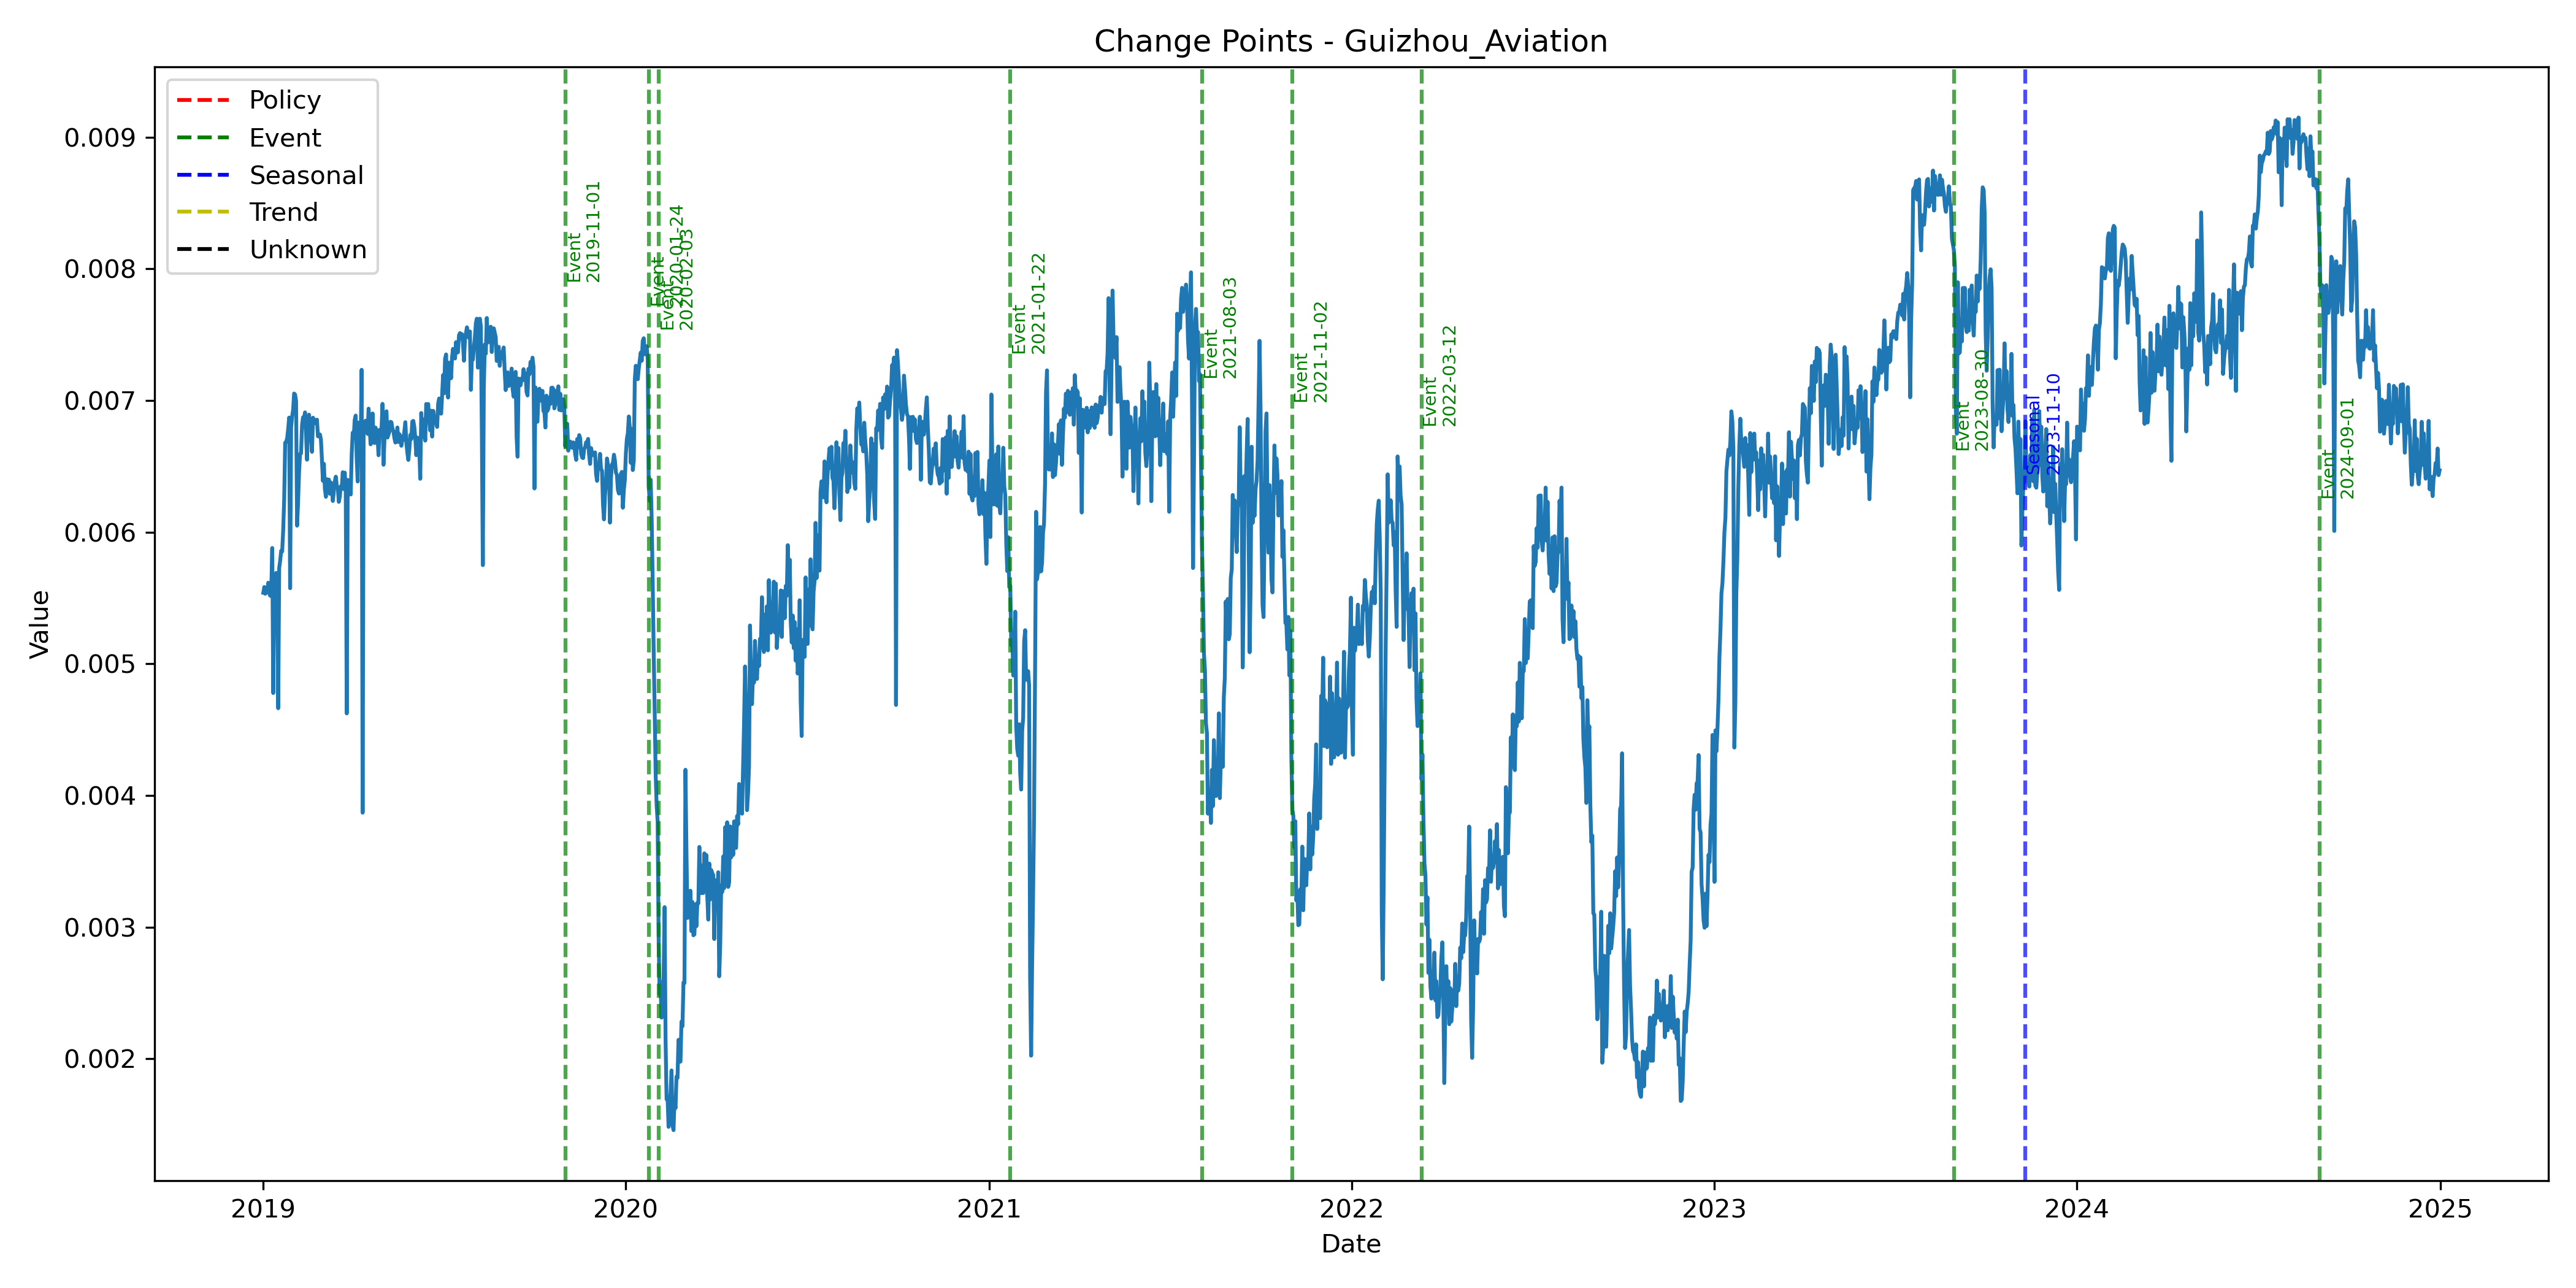 Change Points - Guizhou_Aviation
Policy
Event
Seasonal
Trend
Unknown
Value
0.009
0.008
0.007
0.006
0.005
0.004
0.003
0.002
Event
2019-11-01
Event
2020-01-24
Event
2020-02-03
Event
2021-01-22
Event
2021-08-03
Event
2021-11-02
Event
2022-03-12
Event
2023-08-30
Seasonal
2023-11-10
Event
2024-09-01
2019
2020
2021
2022
2023
2024
2025
Date